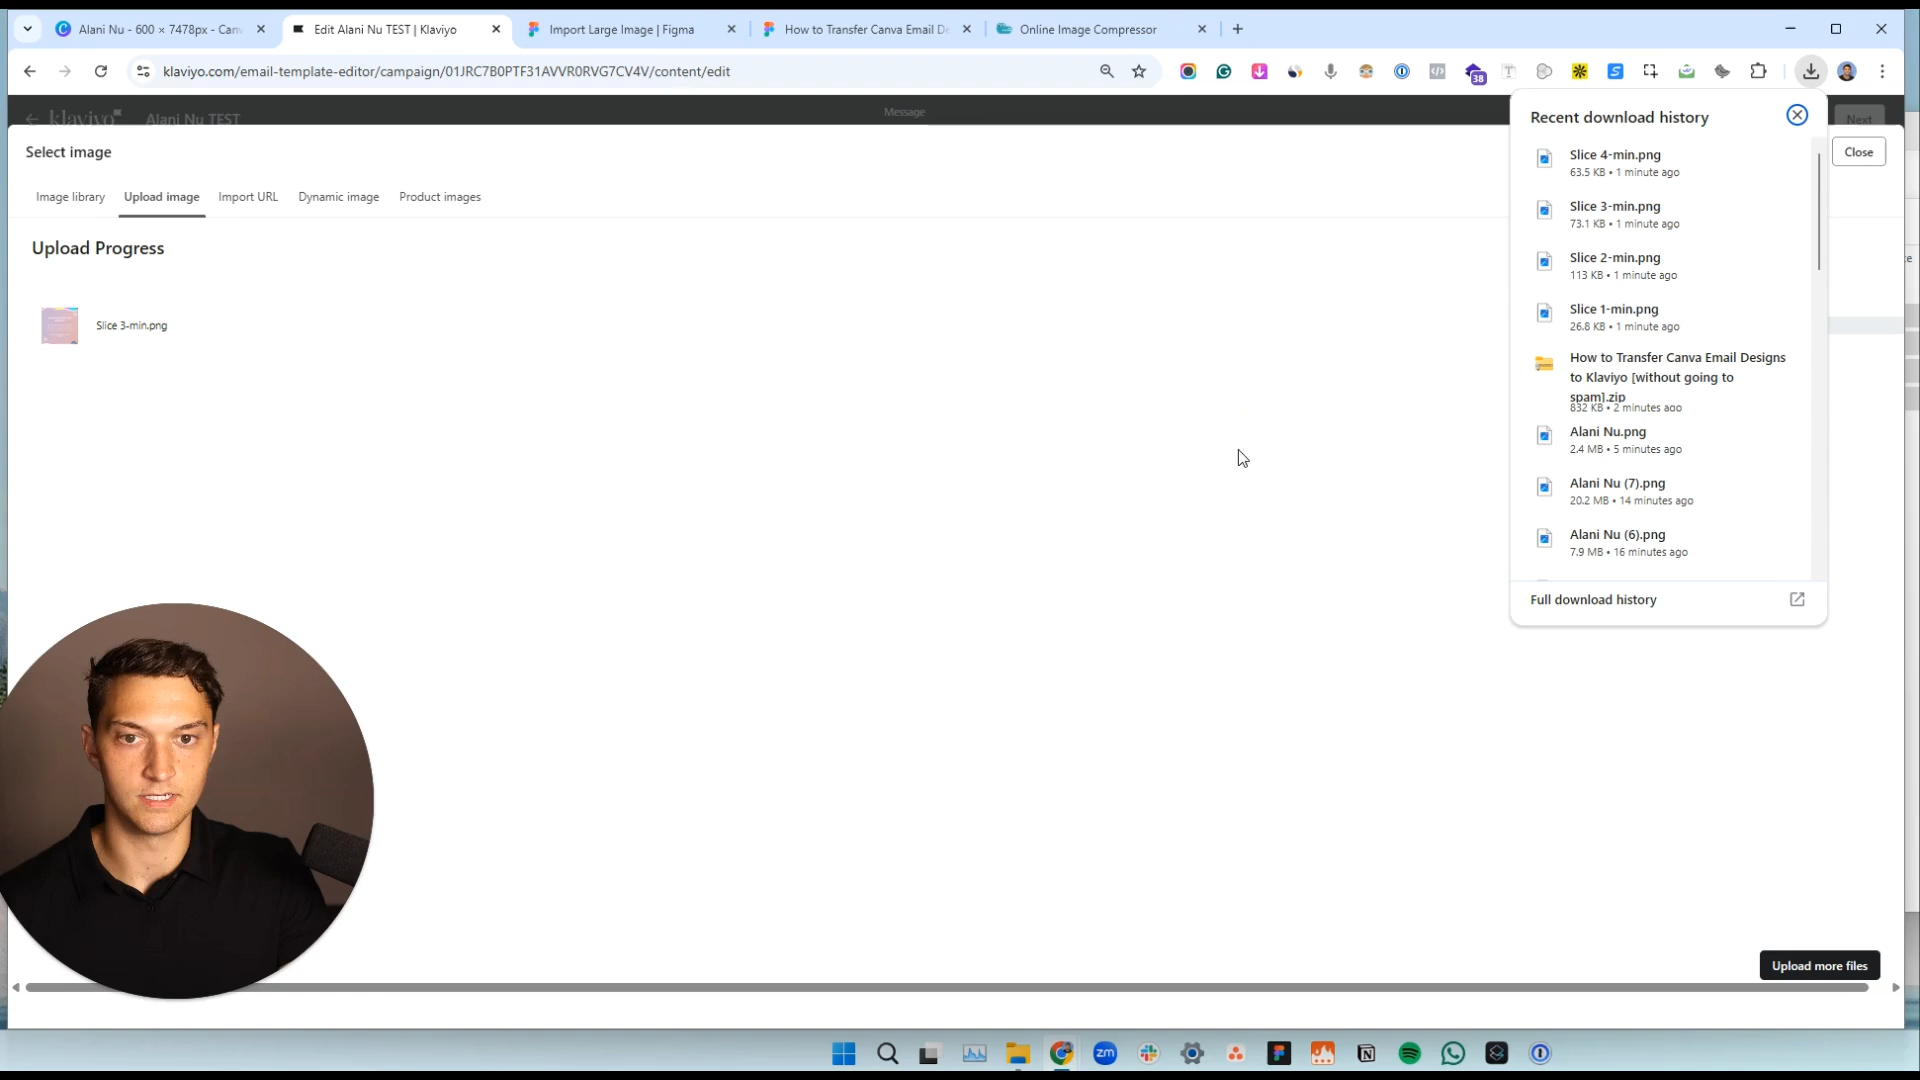 Alani Nu - 600 × 7478px - Can
Edit Alani Nu TEST | Klaviyo
Import Large Image | Figma
How to Transfer Canva Email De
Online Image Compressor
klaviyo.com/email-template-editor/campaign/01JRC7B0PTF31AVVR0RVG7CV4V/content/edit
38
klaviyo
Alani Nu TEST
Message
Next
Select image
Close
Image library
Upload image
Import URL
Dynamic image
Product images
Upload Progress
Slice 3-min.png
Recent download history
Slice 4-min.png
63.5 KB • 1 minute ago
Slice 3-min.png
73.1 KB • 1 minute ago
Slice 2-min.png
113 KB • 1 minute ago
Slice 1-min.png
26.8 KB • 1 minute ago
How to Transfer Canva Email Designs
to Klaviyo [without going to
spam].zip
832 KB • 2 minutes ago
Alani Nu.png
2.4 MB • 5 minutes ago
Alani Nu (7).png
20.2 MB • 14 minutes ago
Alani Nu (6).png
7.9 MB • 16 minutes ago
Full download history
Upload more files
zm